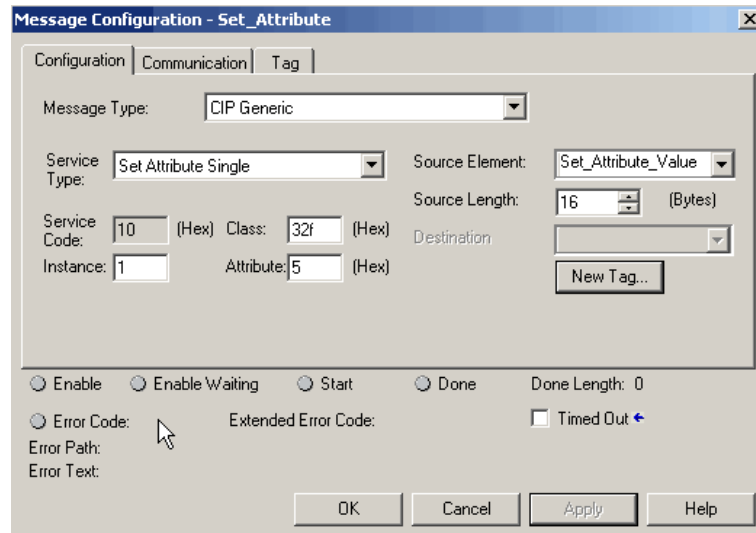 Message Configuration - Set_Attribute
Configuration Communication Tag
Message Type: CIP Generic
Service Type: Set Attribute Single
Source Element: Set_Attribute_Value
Source Length: 16 (Bytes)
Service Code: 10 (Hex) Class: 32f (Hex)
Destination
Instance: 1 Attribute: 5 (Hex)
New Tag...
Enable Enable Waiting Start Done Done Length: 0
Error Code: Extended Error Code: Timed Out
Error Path:
Error Text:
OK Cancel Apply Help